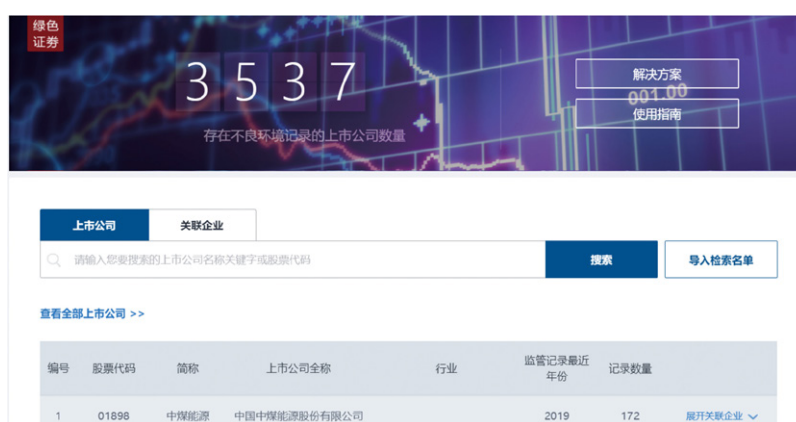 绿色
证券
3537
解决方案
001.00
使用指南
存在不良环境记录的上市公司数量
上市公司 关联企业
请输入您要搜索的上市公司名称关键字或股票代码 搜索 导入检索名单
查看全部上市公司 >>
编号 股票代码 简称 上市公司全称 行业 监管记录最近 记录数量
年份
1 01898 中煤能源 中国中煤能源股份有限公司 2019 172 展开关联企业